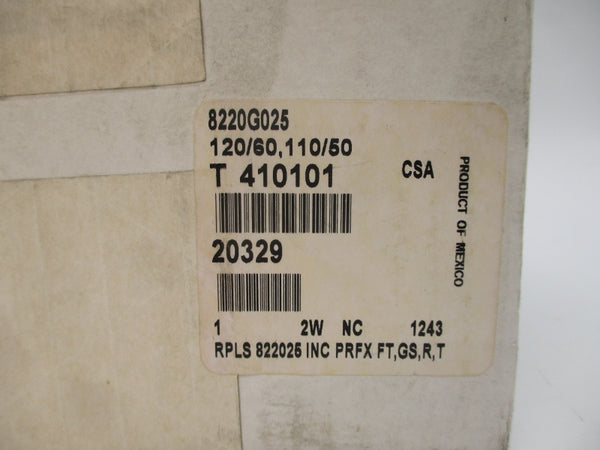 8220G025
120/60,110/50
T 410101 CSA
20329
1 2W NC 1243
RPLS 822025 INC PRFX FT,GS,R,T
PRODUCT OF MEXICO